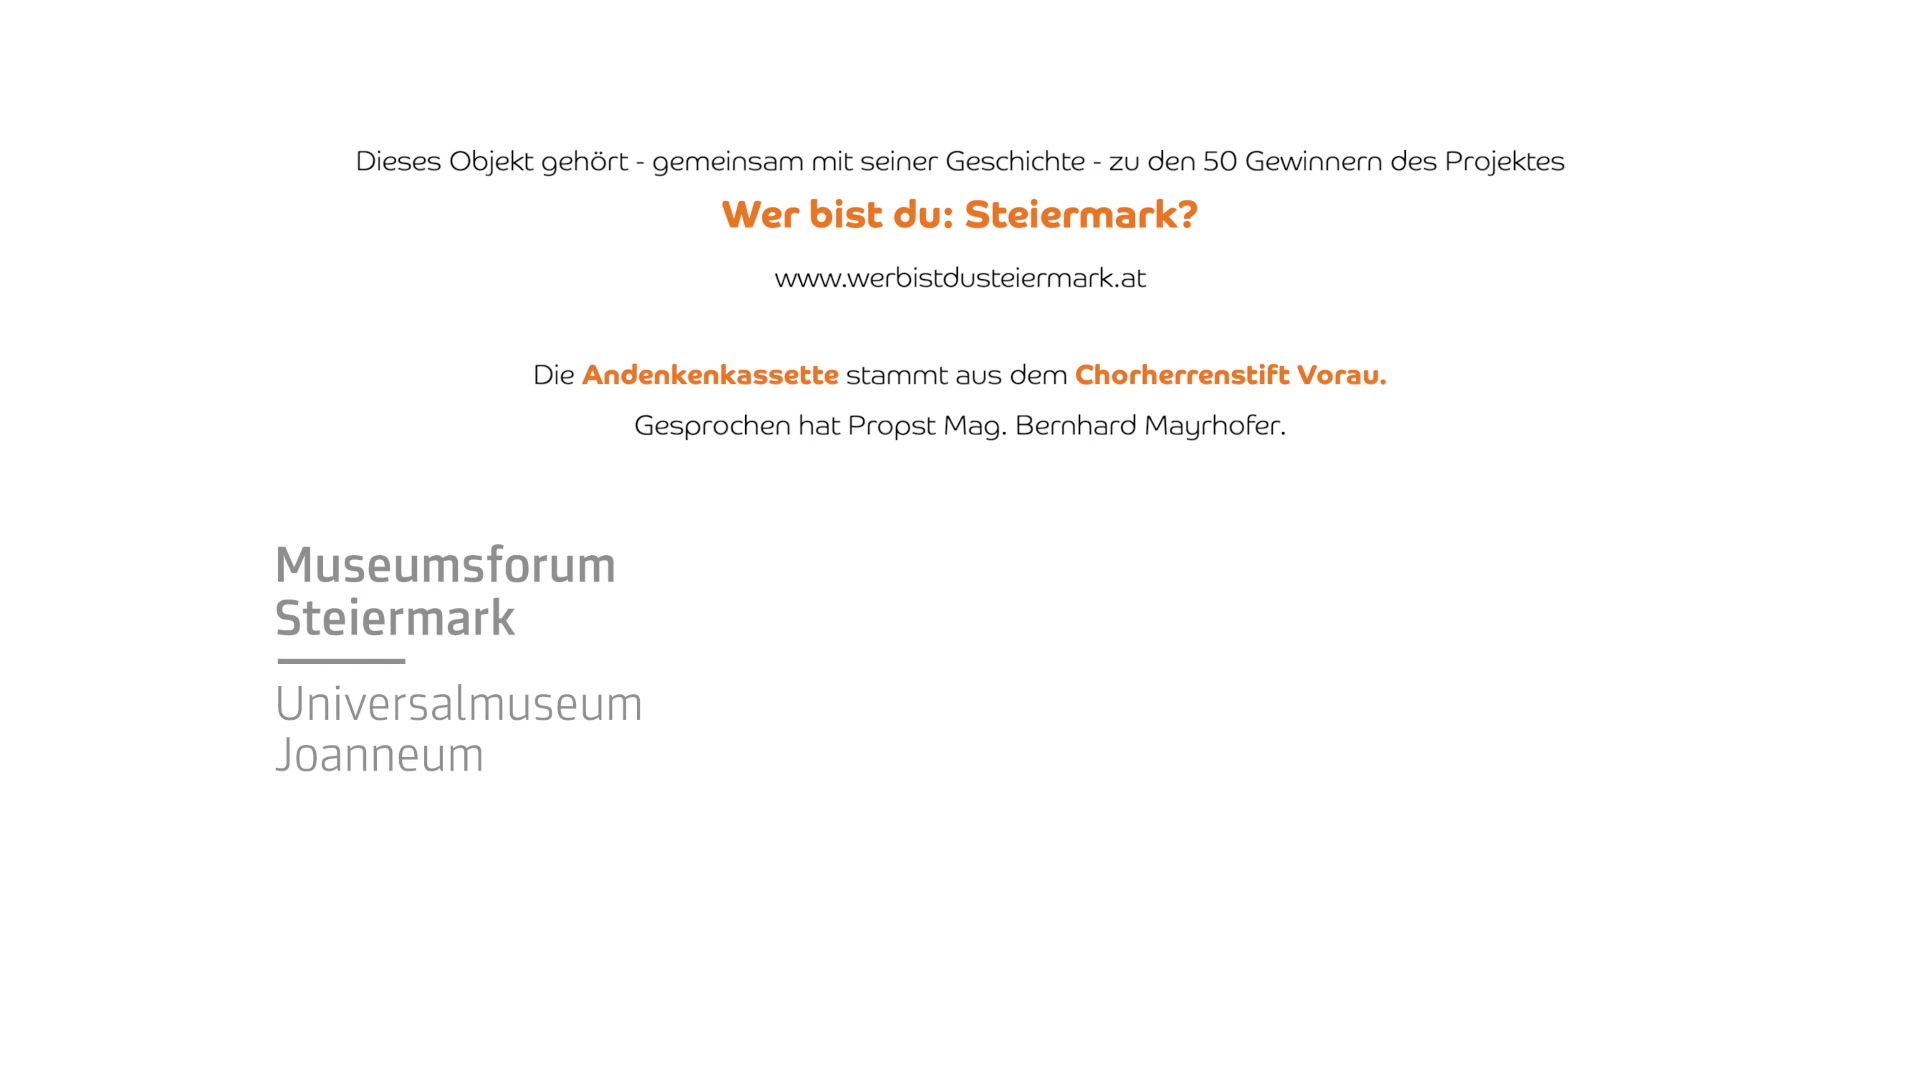 Dieses Objekt gehört - gemeinsam mit seiner Geschichte - zu den 50 Gewinnern des Projektes
Wer bist du: Steiermark?
www.werbistdusteiermark.at
Die Andenkenkassette stammt aus dem Chorherrenstift Vorau.
Gesprochen hat Propst Mag. Bernhard Mayrhofer.
Museumsforum
Steiermark
Universalmuseum
Joanneum